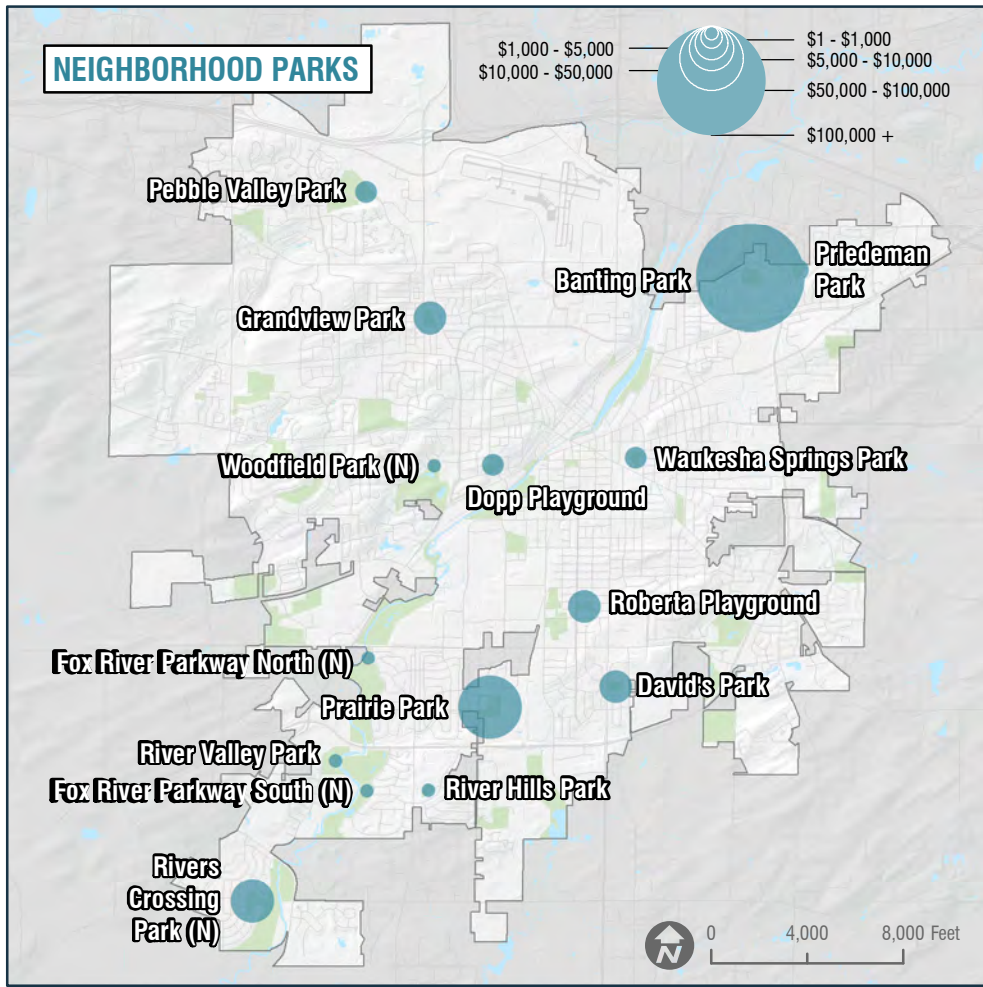 NEIGHBORHOOD PARKS
$1,000 - $5,000
$10,000 - $50,000
$1 - $1,000
$5,000 - $10,000
$50,000 - $100,000
$100,000 +
Pebble Valley Park
Banting Park
Priedeman
Park
Grandview Park
Woodfield Park (N)
Dopp Playground
Waukesha Springs Park
Roberta Playground
Fox River Parkway North (N)
David's Park
Prairie Park
River Valley Park
Fox River Parkway South (N)
River Hills Park
Rivers
Crossing
Park (N)
N
0 4,000 8,000 Feet